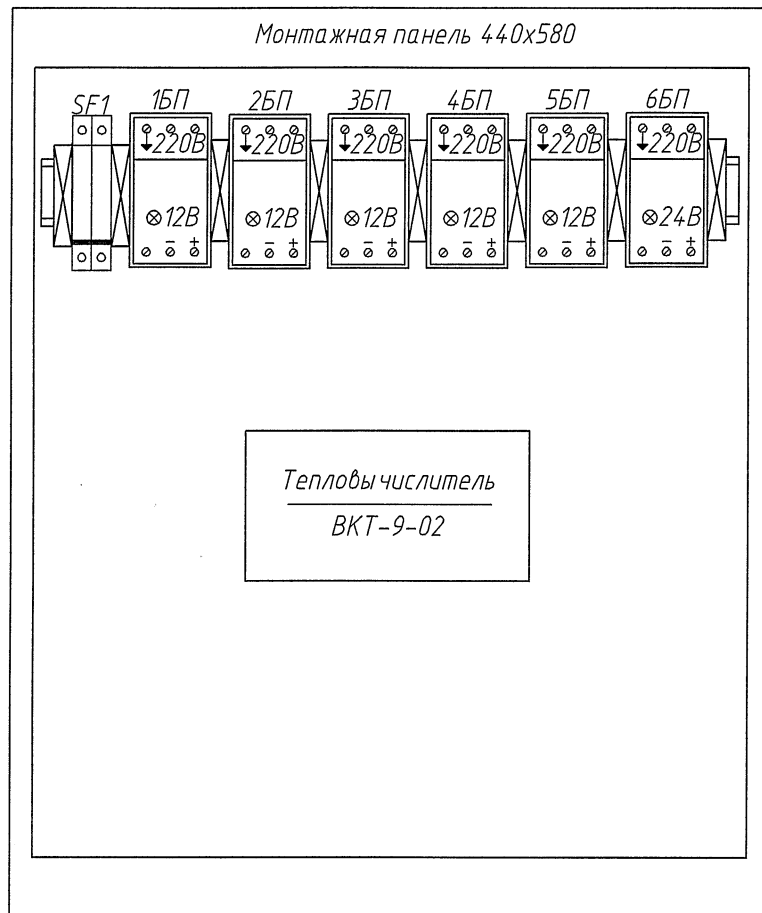 Монтажная панель 440х580
SF1 1БП 2БП 3БП 4БП 5БП 6БП
220В 220В 220В 220В 220В 220В
12В 12В 12В 12В 12В 24В
- + - + - + - + - + - +
Тепловычислитель
ВКТ-9-02